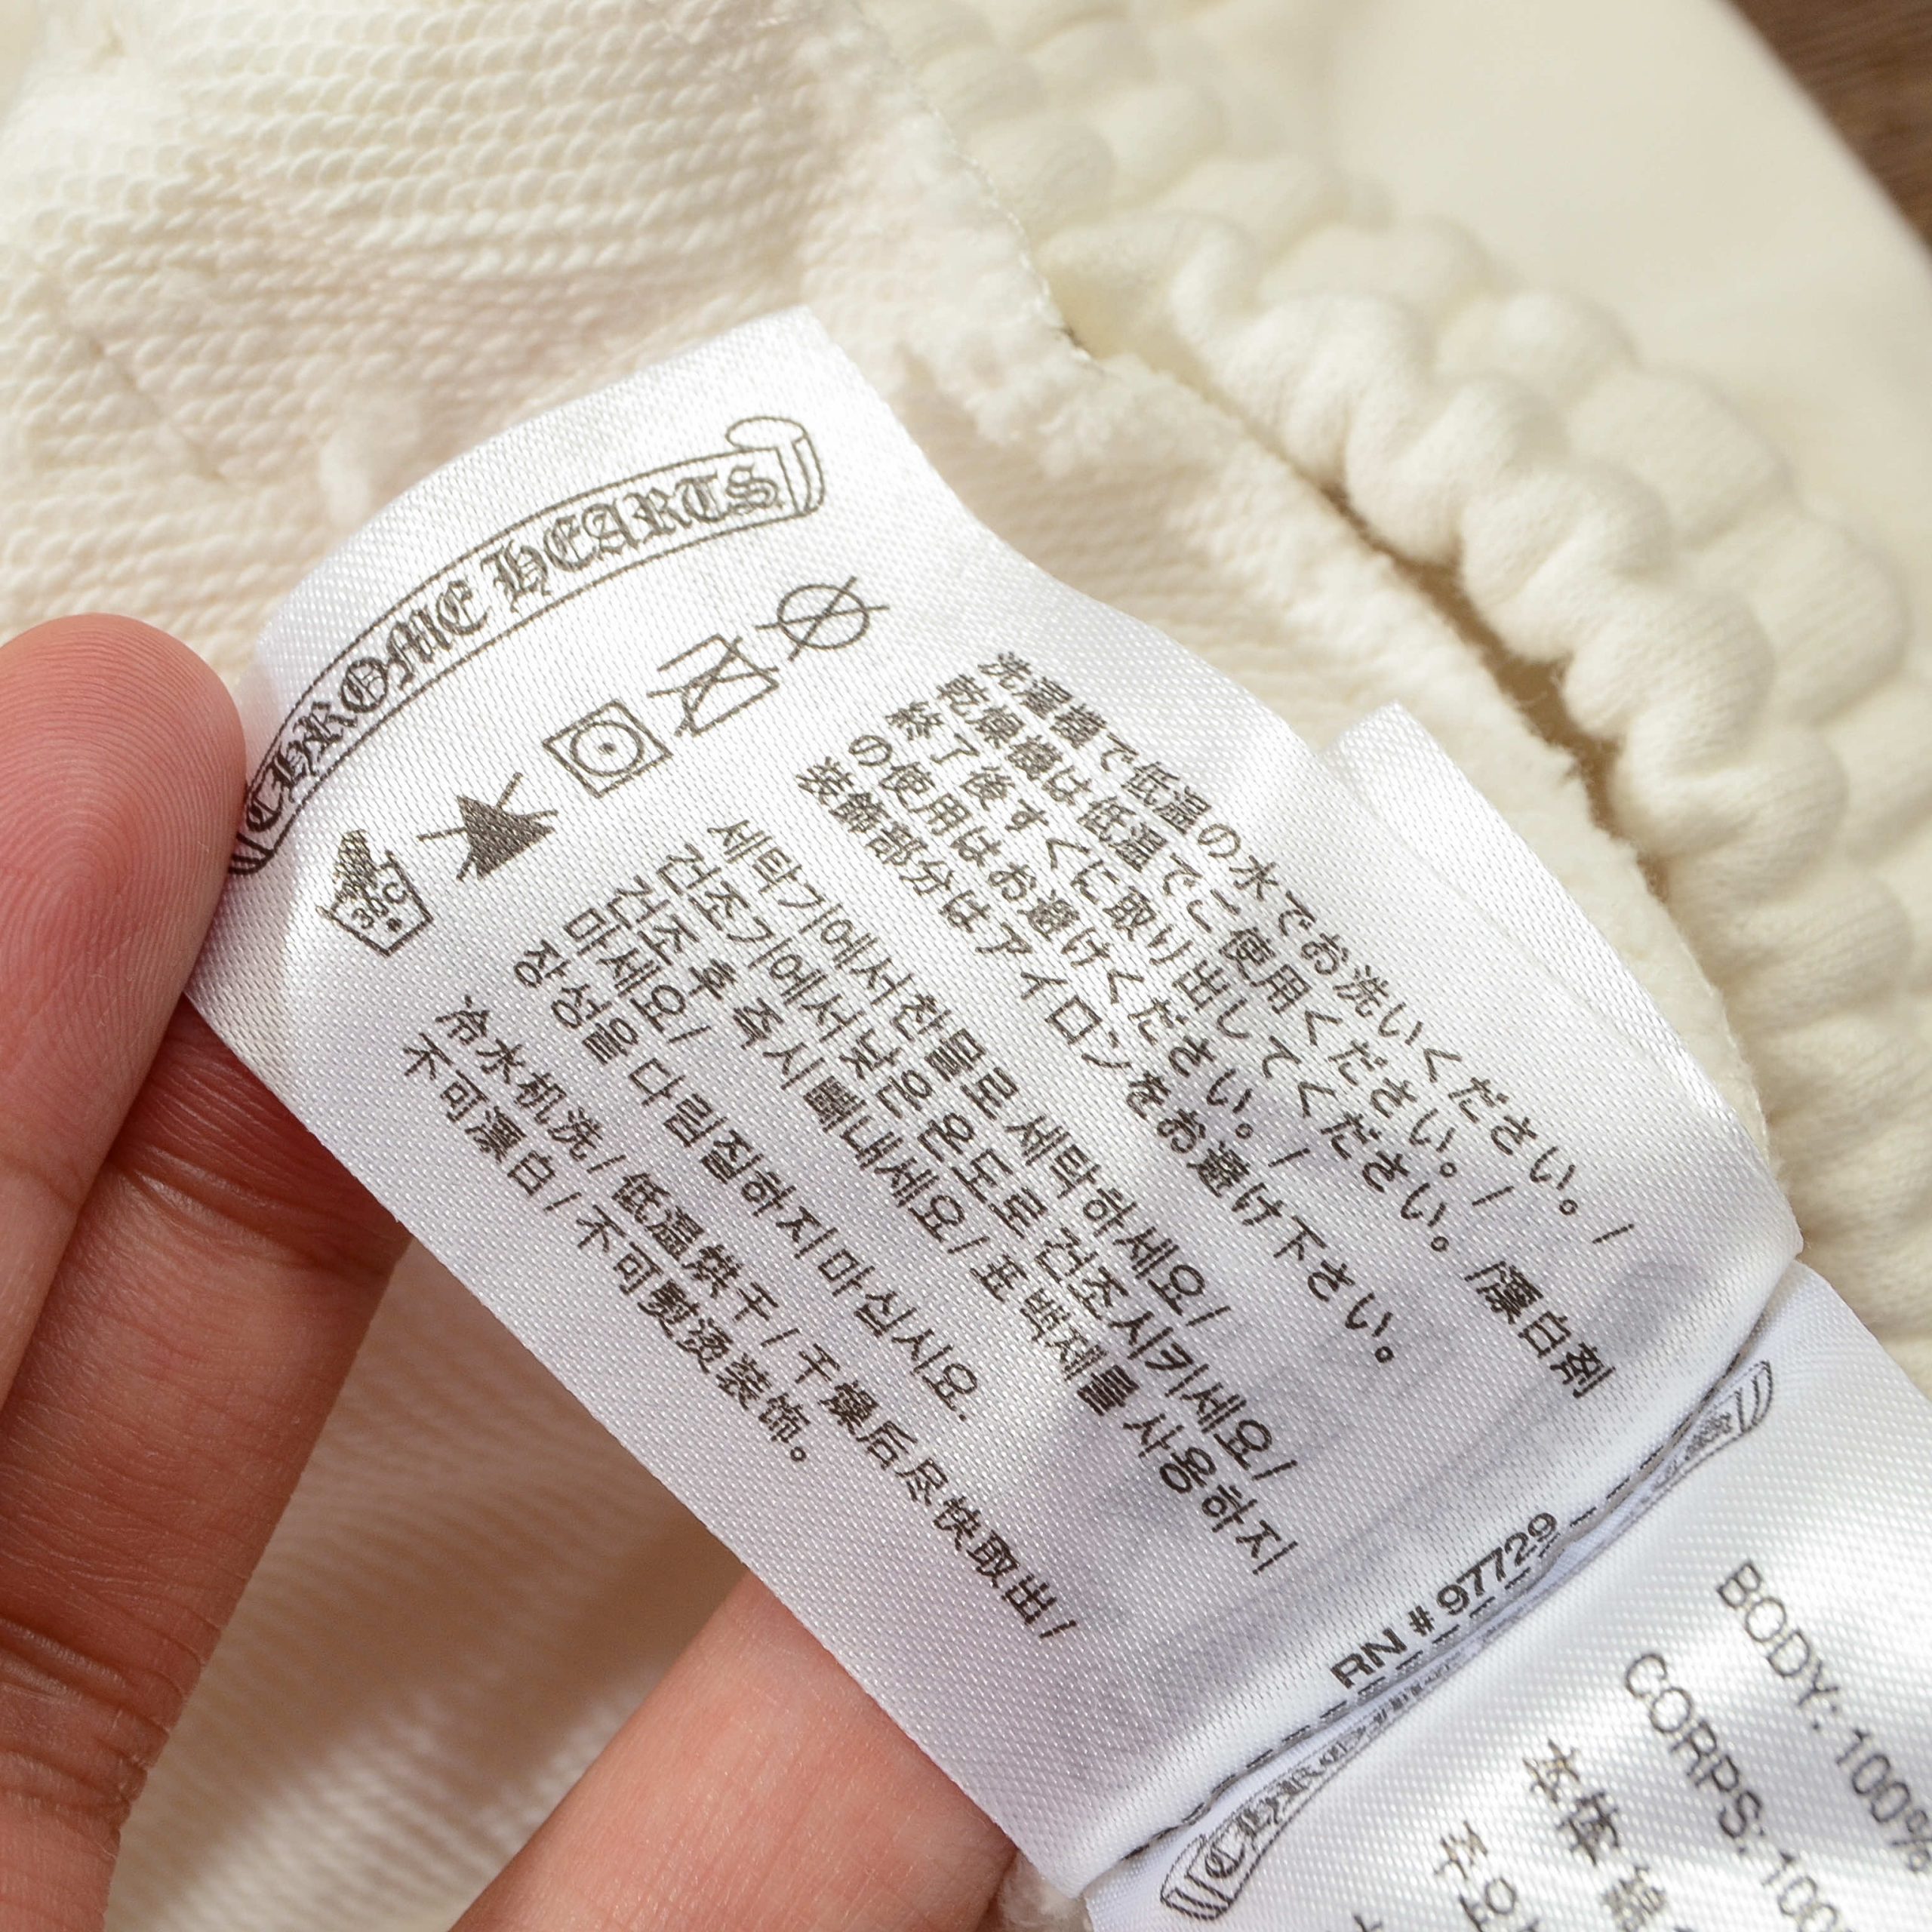 CHROME HEARTS
30C
洗濯機で低温の水でお洗いください。/
乾燥機は低温でご使用ください。/
終了後すぐに取り出してください。/漂白剤
の使用はお避けください。/
装飾部分はアイロンをお避け下さい。
세탁기에서 찬물로 세탁하세요/
건조기에서 낮은 온도로 건조시키세요/
건조 후 즉시 빼내세요/ 표백제를 사용하지
마세요/
장성을 다림질하지 마십시요.
冷水机洗/低温烘干/干燥后尽快取出/
不可漂白/不可熨烫装饰。
RN # 97729
BODY: 100%
CORPS: 100
本体 綿